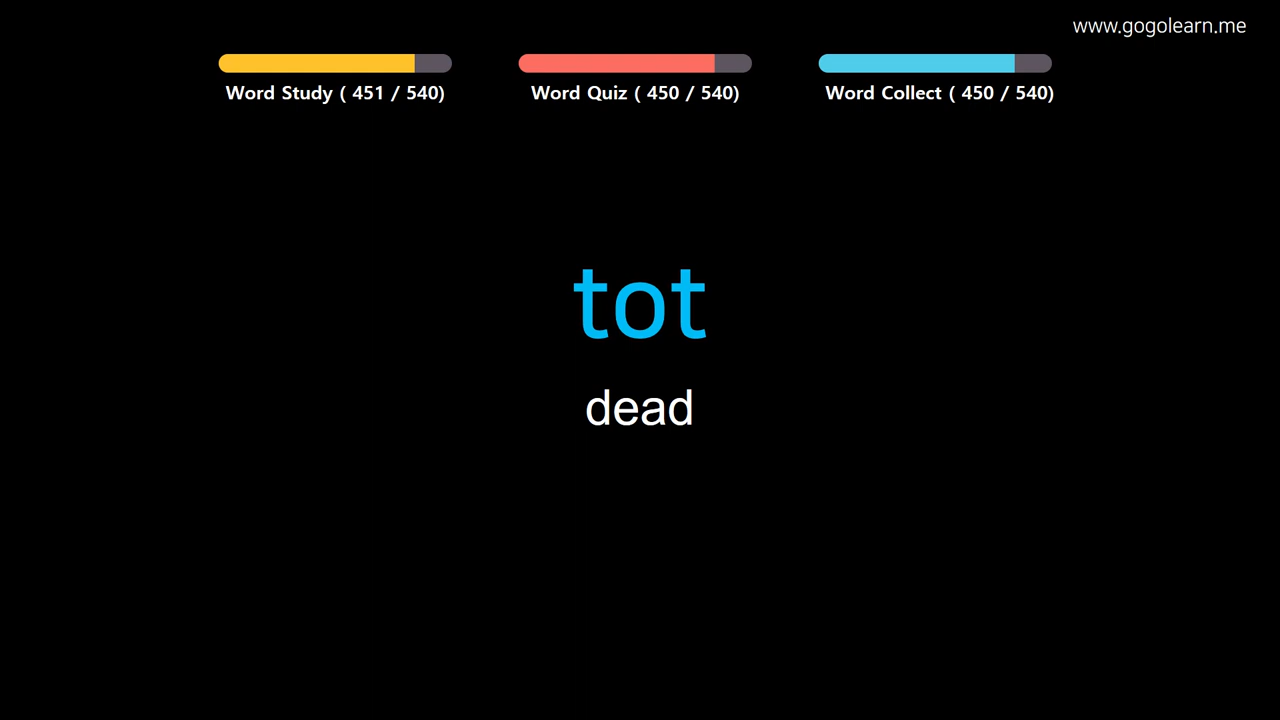 www.gogolearn.me
Word Study ( 451 / 540)
Word Quiz ( 450 / 540)
Word Collect ( 450 / 540)
tot
dead